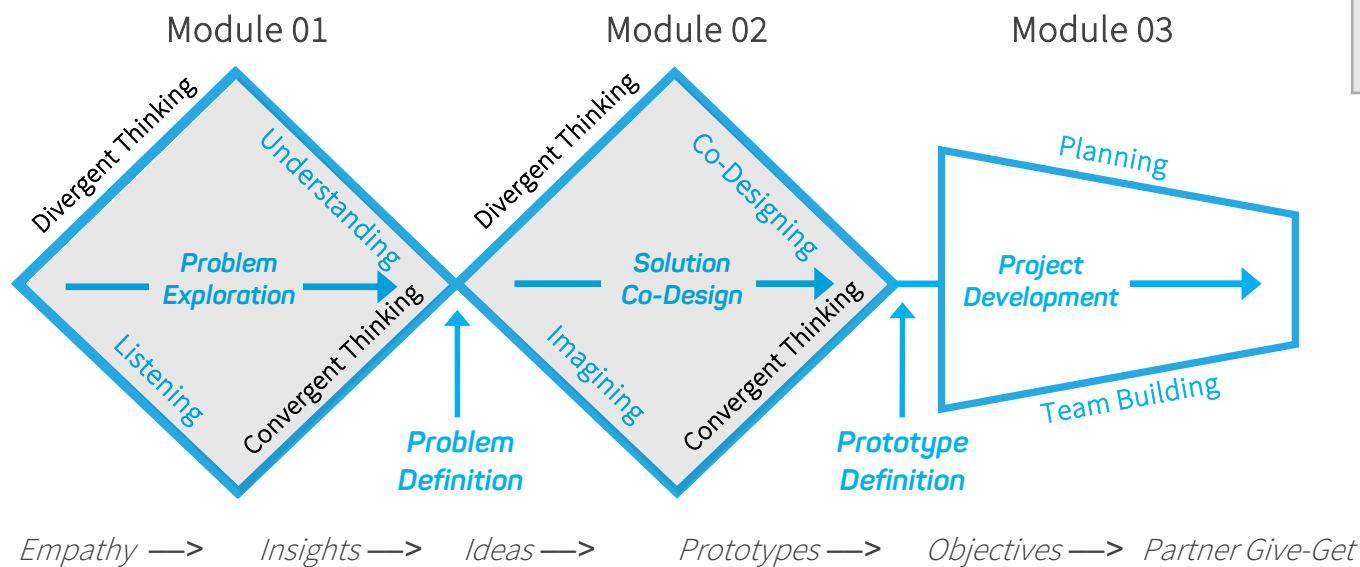 Module 01
Module 02
Module 03
Divergent Thinking
Understanding
Problem
Exploration
Listening
Convergent Thinking
Divergent Thinking
Co-Designing
Solution
Co-Design
Imagining
Convergent Thinking
Planning
Project
Development
Team Building
Problem
Definition
Prototype
Definition
Empathy —> Insights —> Ideas —> Prototypes —> Objectives —> Partner Give-Get